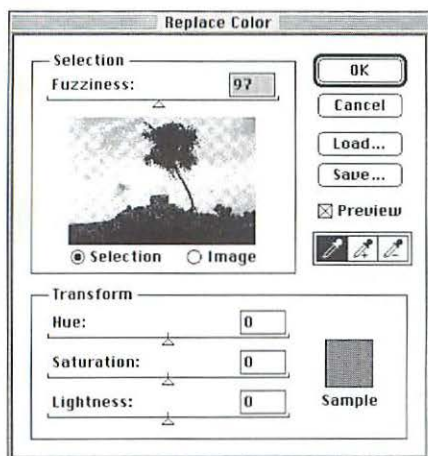 Replace Color
Selection
Fuzziness: 97
OK
Cancel
Load...
Save...
Preview
Selection Image
Transform
Hue: 0
Saturation: 0
Lightness: 0
Sample